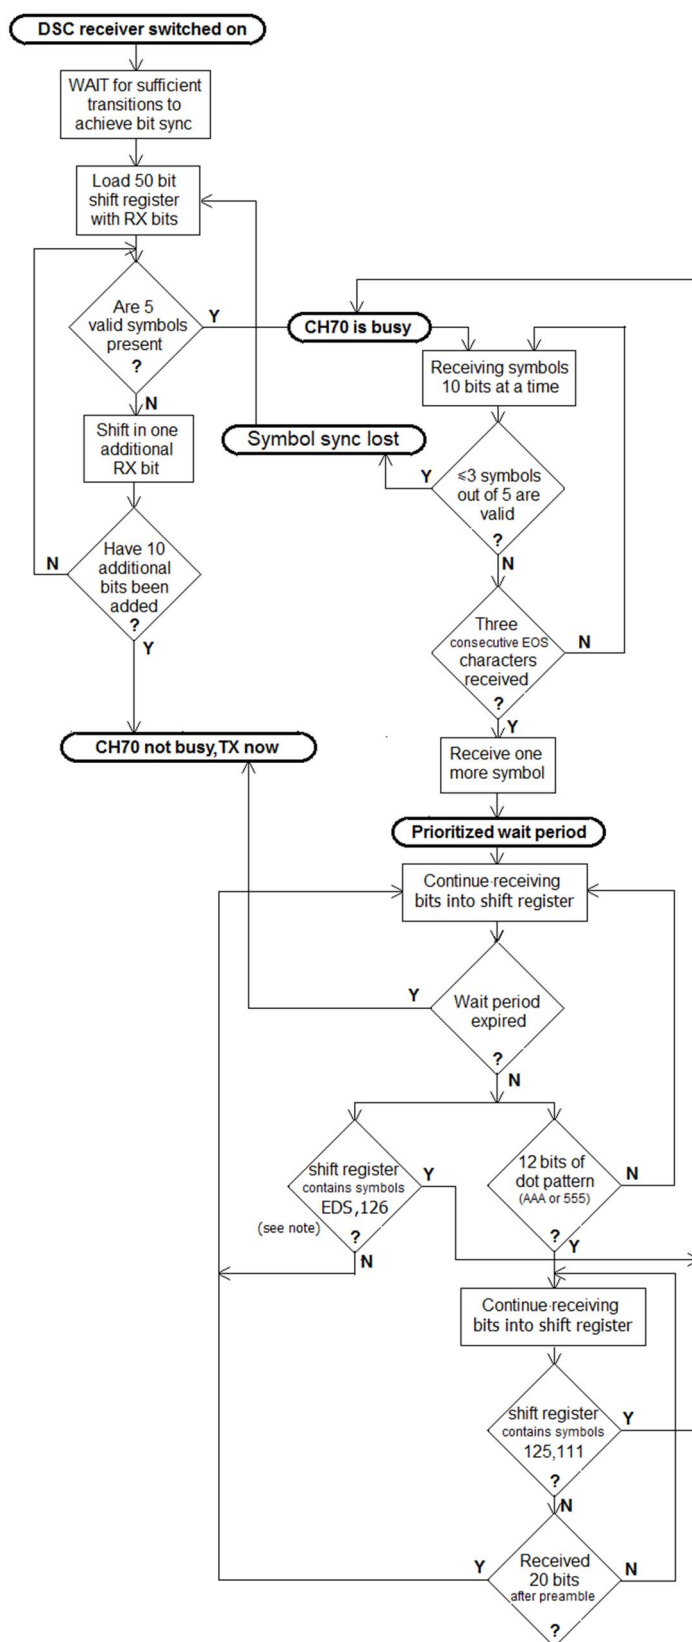 DSC receiver switched on
WAIT for sufficient
transitions to
achieve bit sync
Load 50 bit
shift register
with RX bits
Are 5
valid symbols
present
?
Y
N
CH70 is busy
Receiving symbols
10 bits at a time
Shift in one
additional
RX bit
Symbol sync lost
Y
⩽3 symbols
out of 5 are
valid
?
N
N
Have 10
additional
bits been
added
?
Y
Three
consecutive EOS
characters
received
?
N
Y
CH70 not busy,TX now
Receive one
more symbol
Prioritized wait period
Continue receiving
bits into shift register
Y
Wait period
expired
?
N
shift register
contains symbols
EDS,126
(see note)
?
Y
N
12 bits of
dot pattern
(AAA or 555)
?
N
Y
Continue receiving
bits into shift register
shift register
contains symbols
125,111
?
Y
N
Y
Received
20 bits
after preamble
?
N